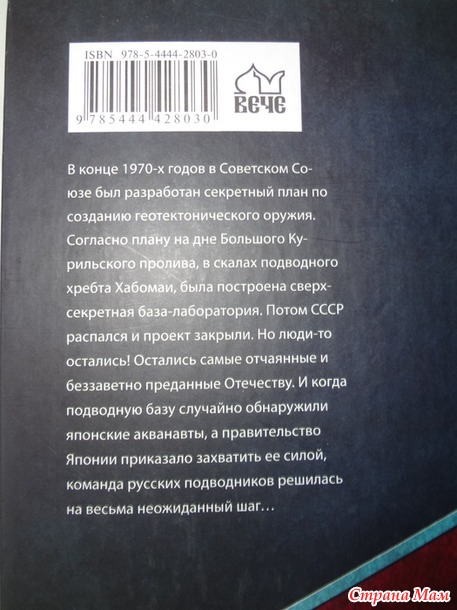 ISBN 978-5-4444-2803-0
9 785444 428030
ВЕЧЕ
В конце 1970-х годов в Советском Со-
юзе был разработан секретный план по
созданию геотектонического оружия.
Согласно плану на дне Большого Ку-
рильского пролива, в скалах подводного
хребта Хабомаи, была построена сверх-
секретная база-лаборатория. Потом СССР
распался и проект закрыли. Но люди-то
остались! Остались самые отчаянные и
беззаветно преданные Отечеству. И когда
подводную базу случайно обнаружили
японские акванавты, а правительство
Японии приказало захватить ее силой,
команда русских подводников решилась
на весьма неожиданный шаг...
Страна Мам